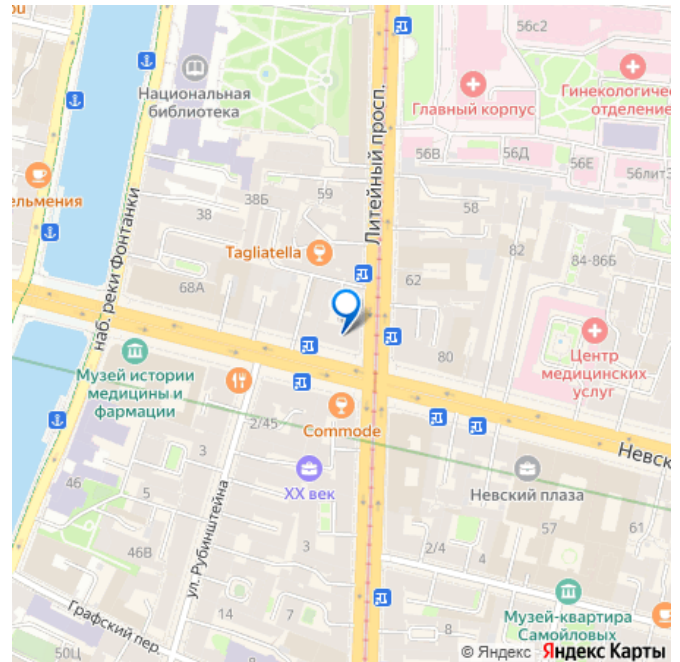 ou
Национальная
библиотека
56с2
Главный корпус
Гинекологичес
отделение
56В
56Д
56Е
56лит3
ельмения
наб. реки Фонтанки
38
38Б
59
Литейный просп.
58
Tagliatella
68А
62
82
84-86Б
Музей истории
медицины и
фармации
80
Центр
медицинских
услуг
Commode
2/45
3
46
5
46В
XX век
ул. Рубинштейна
Невск
Невский плаза
57
61
3
2/4
4
Графский пер.
50Ц
14
7
8
Музей-квартира
Самойловых
© Яндекс Яндекс Карты